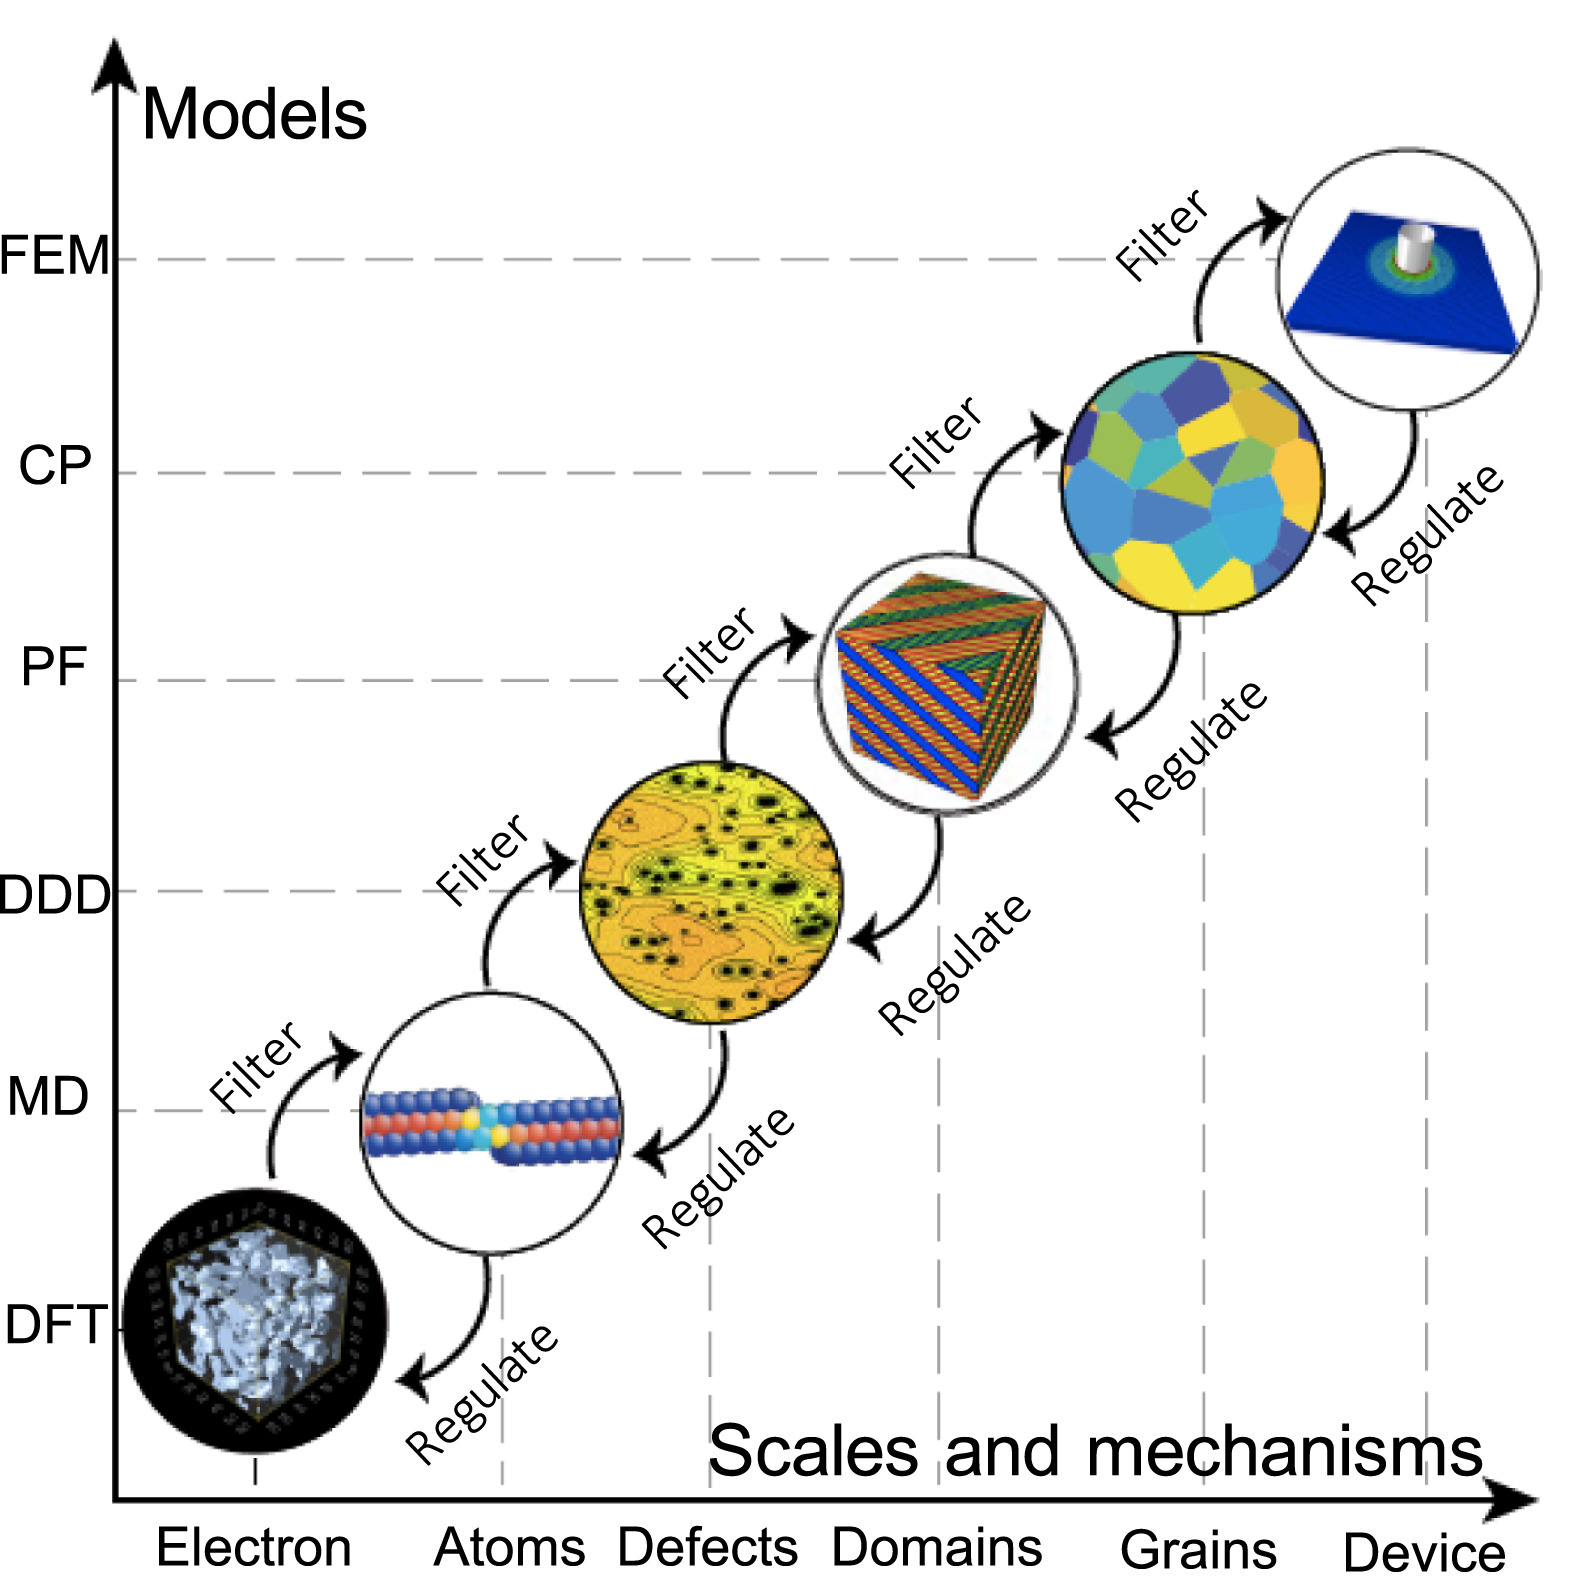 Models
FEM
CP
PF
DDD
MD
DFT
Filter
Filter
Filter
Filter
Filter
Regulate
Regulate
Regulate
Regulate
Regulate
Scales and mechanisms
Electron
Atoms
Defects
Domains
Grains
Device